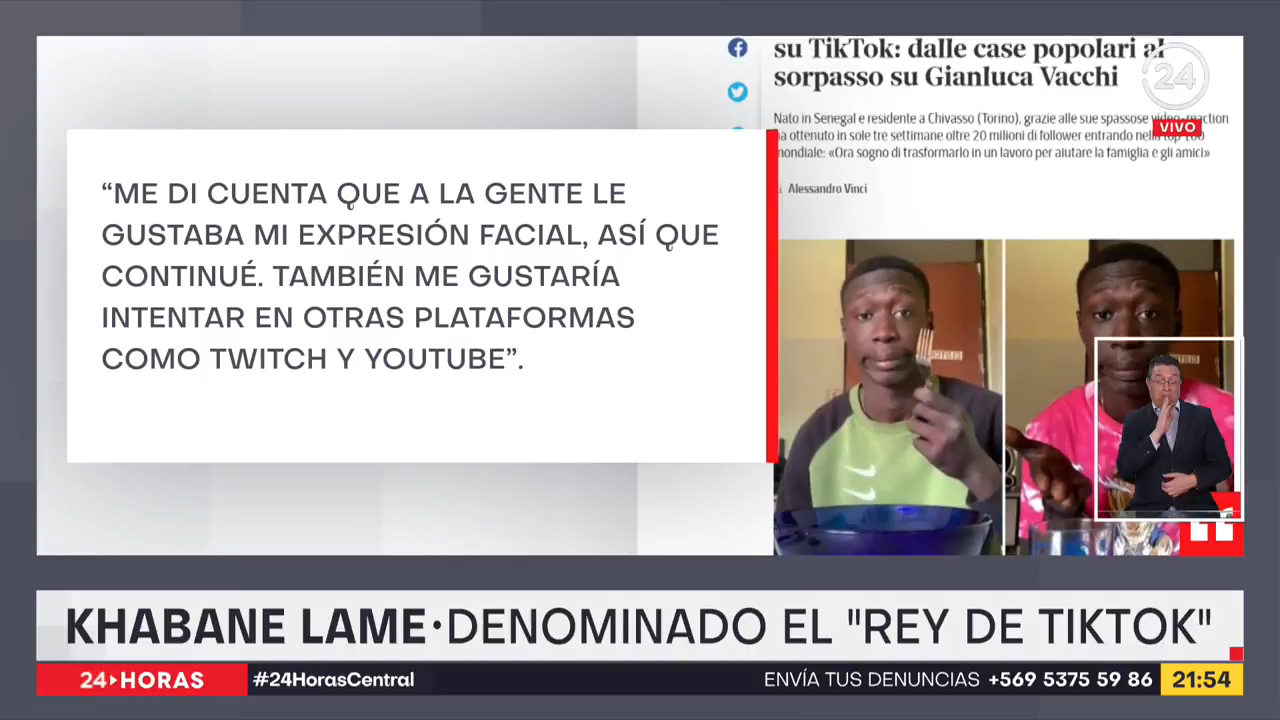 su TikTok: dalle case popolari al
sorpasso su Gianluca Vacchi
24
VIVO
Nato in Senegal e residente a Chivasso (Torino), grazie alle sue spassose video-reaction
ha ottenuto in sole tre settimane oltre 20 milioni di follower entrando nella top 100
mondiale: «Ora sogno di trasformarlo in un lavoro per aiutare la famiglia e gli amici»
Alessandro Vinci
“ME DI CUENTA QUE A LA GENTE LE
GUSTABA MI EXPRESIÓN FACIAL, ASÍ QUE
CONTINUÉ. TAMBIÉN ME GUSTARÍA
INTENTAR EN OTRAS PLATAFORMAS
COMO TWITCH Y YOUTUBE”.
KHABANE LAME·DENOMINADO EL "REY DE TIKTOK"
24 HORAS
#24HorasCentral
ENVÍA TUS DENUNCIAS +569 5375 59 86
21:54